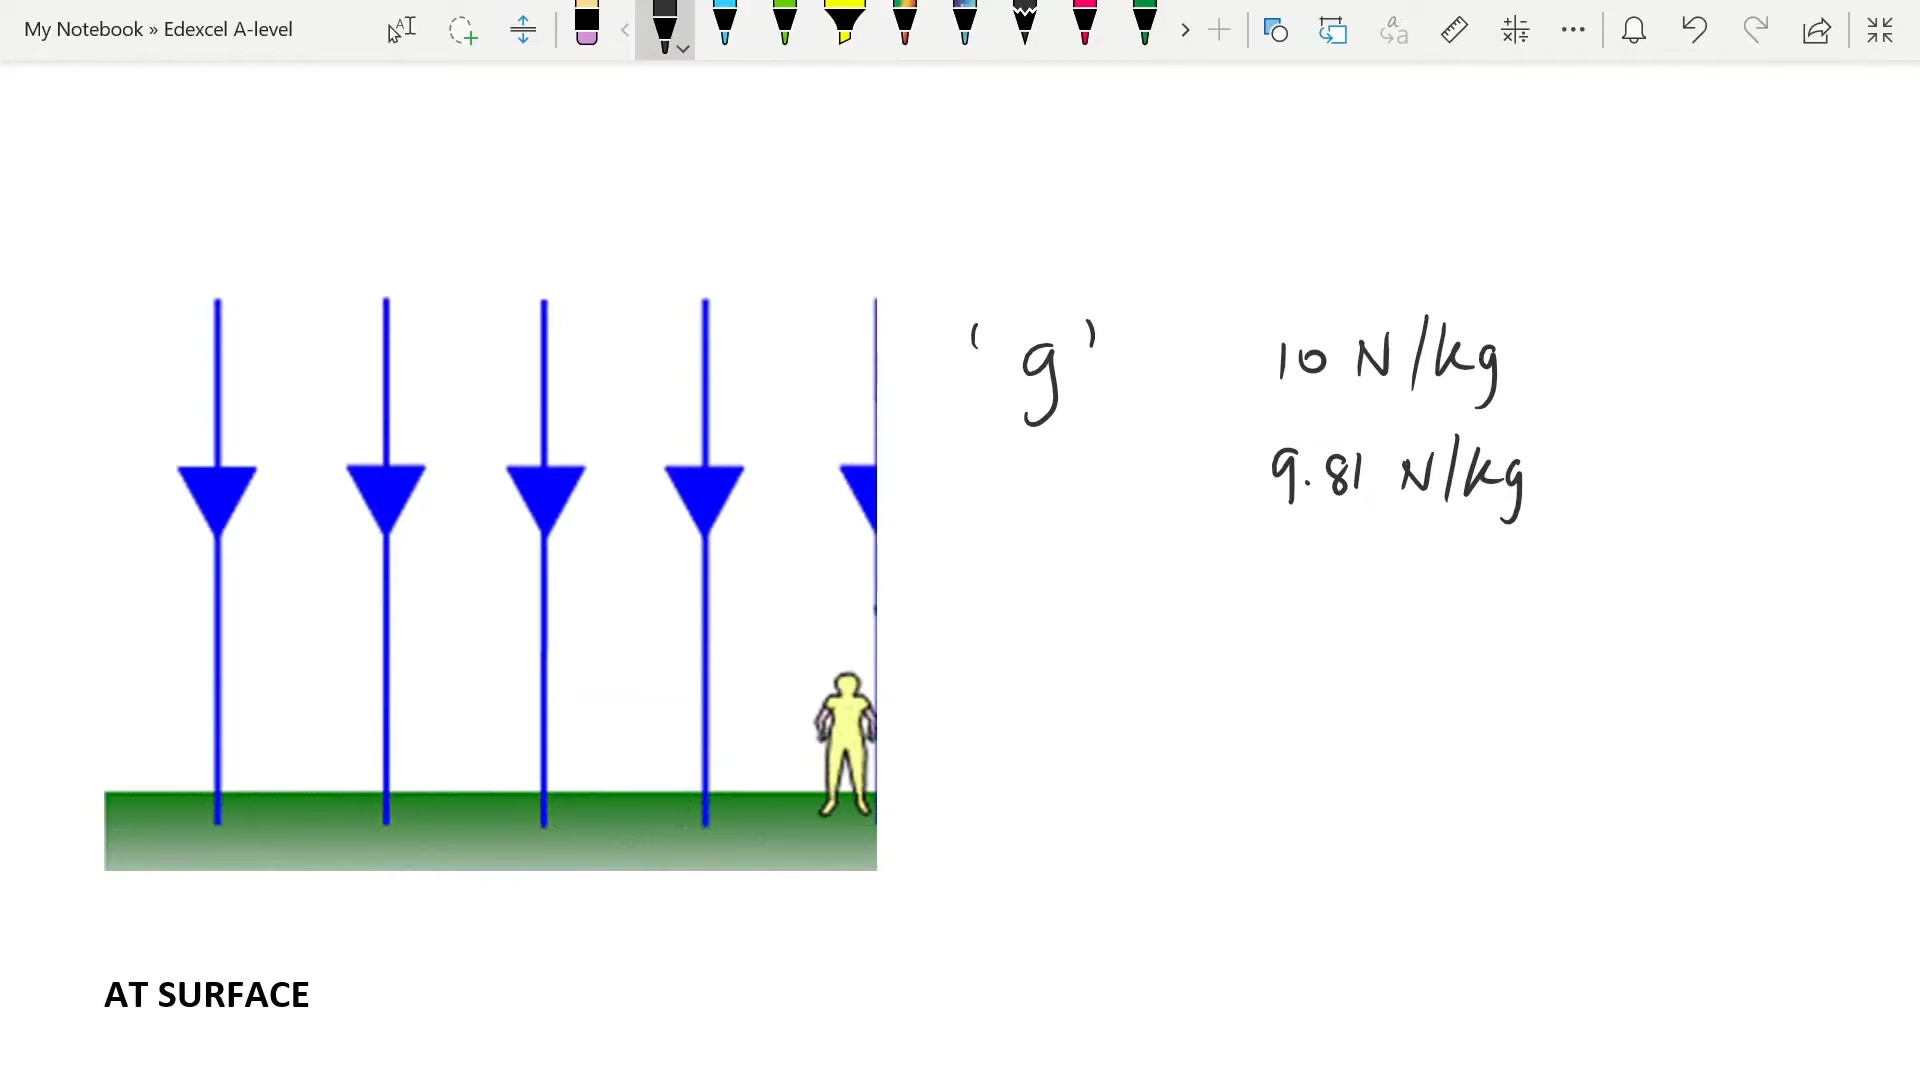 My Notebook » Edexcel A-level
'g'
10 N/kg
9.81 N/kg
AT SURFACE